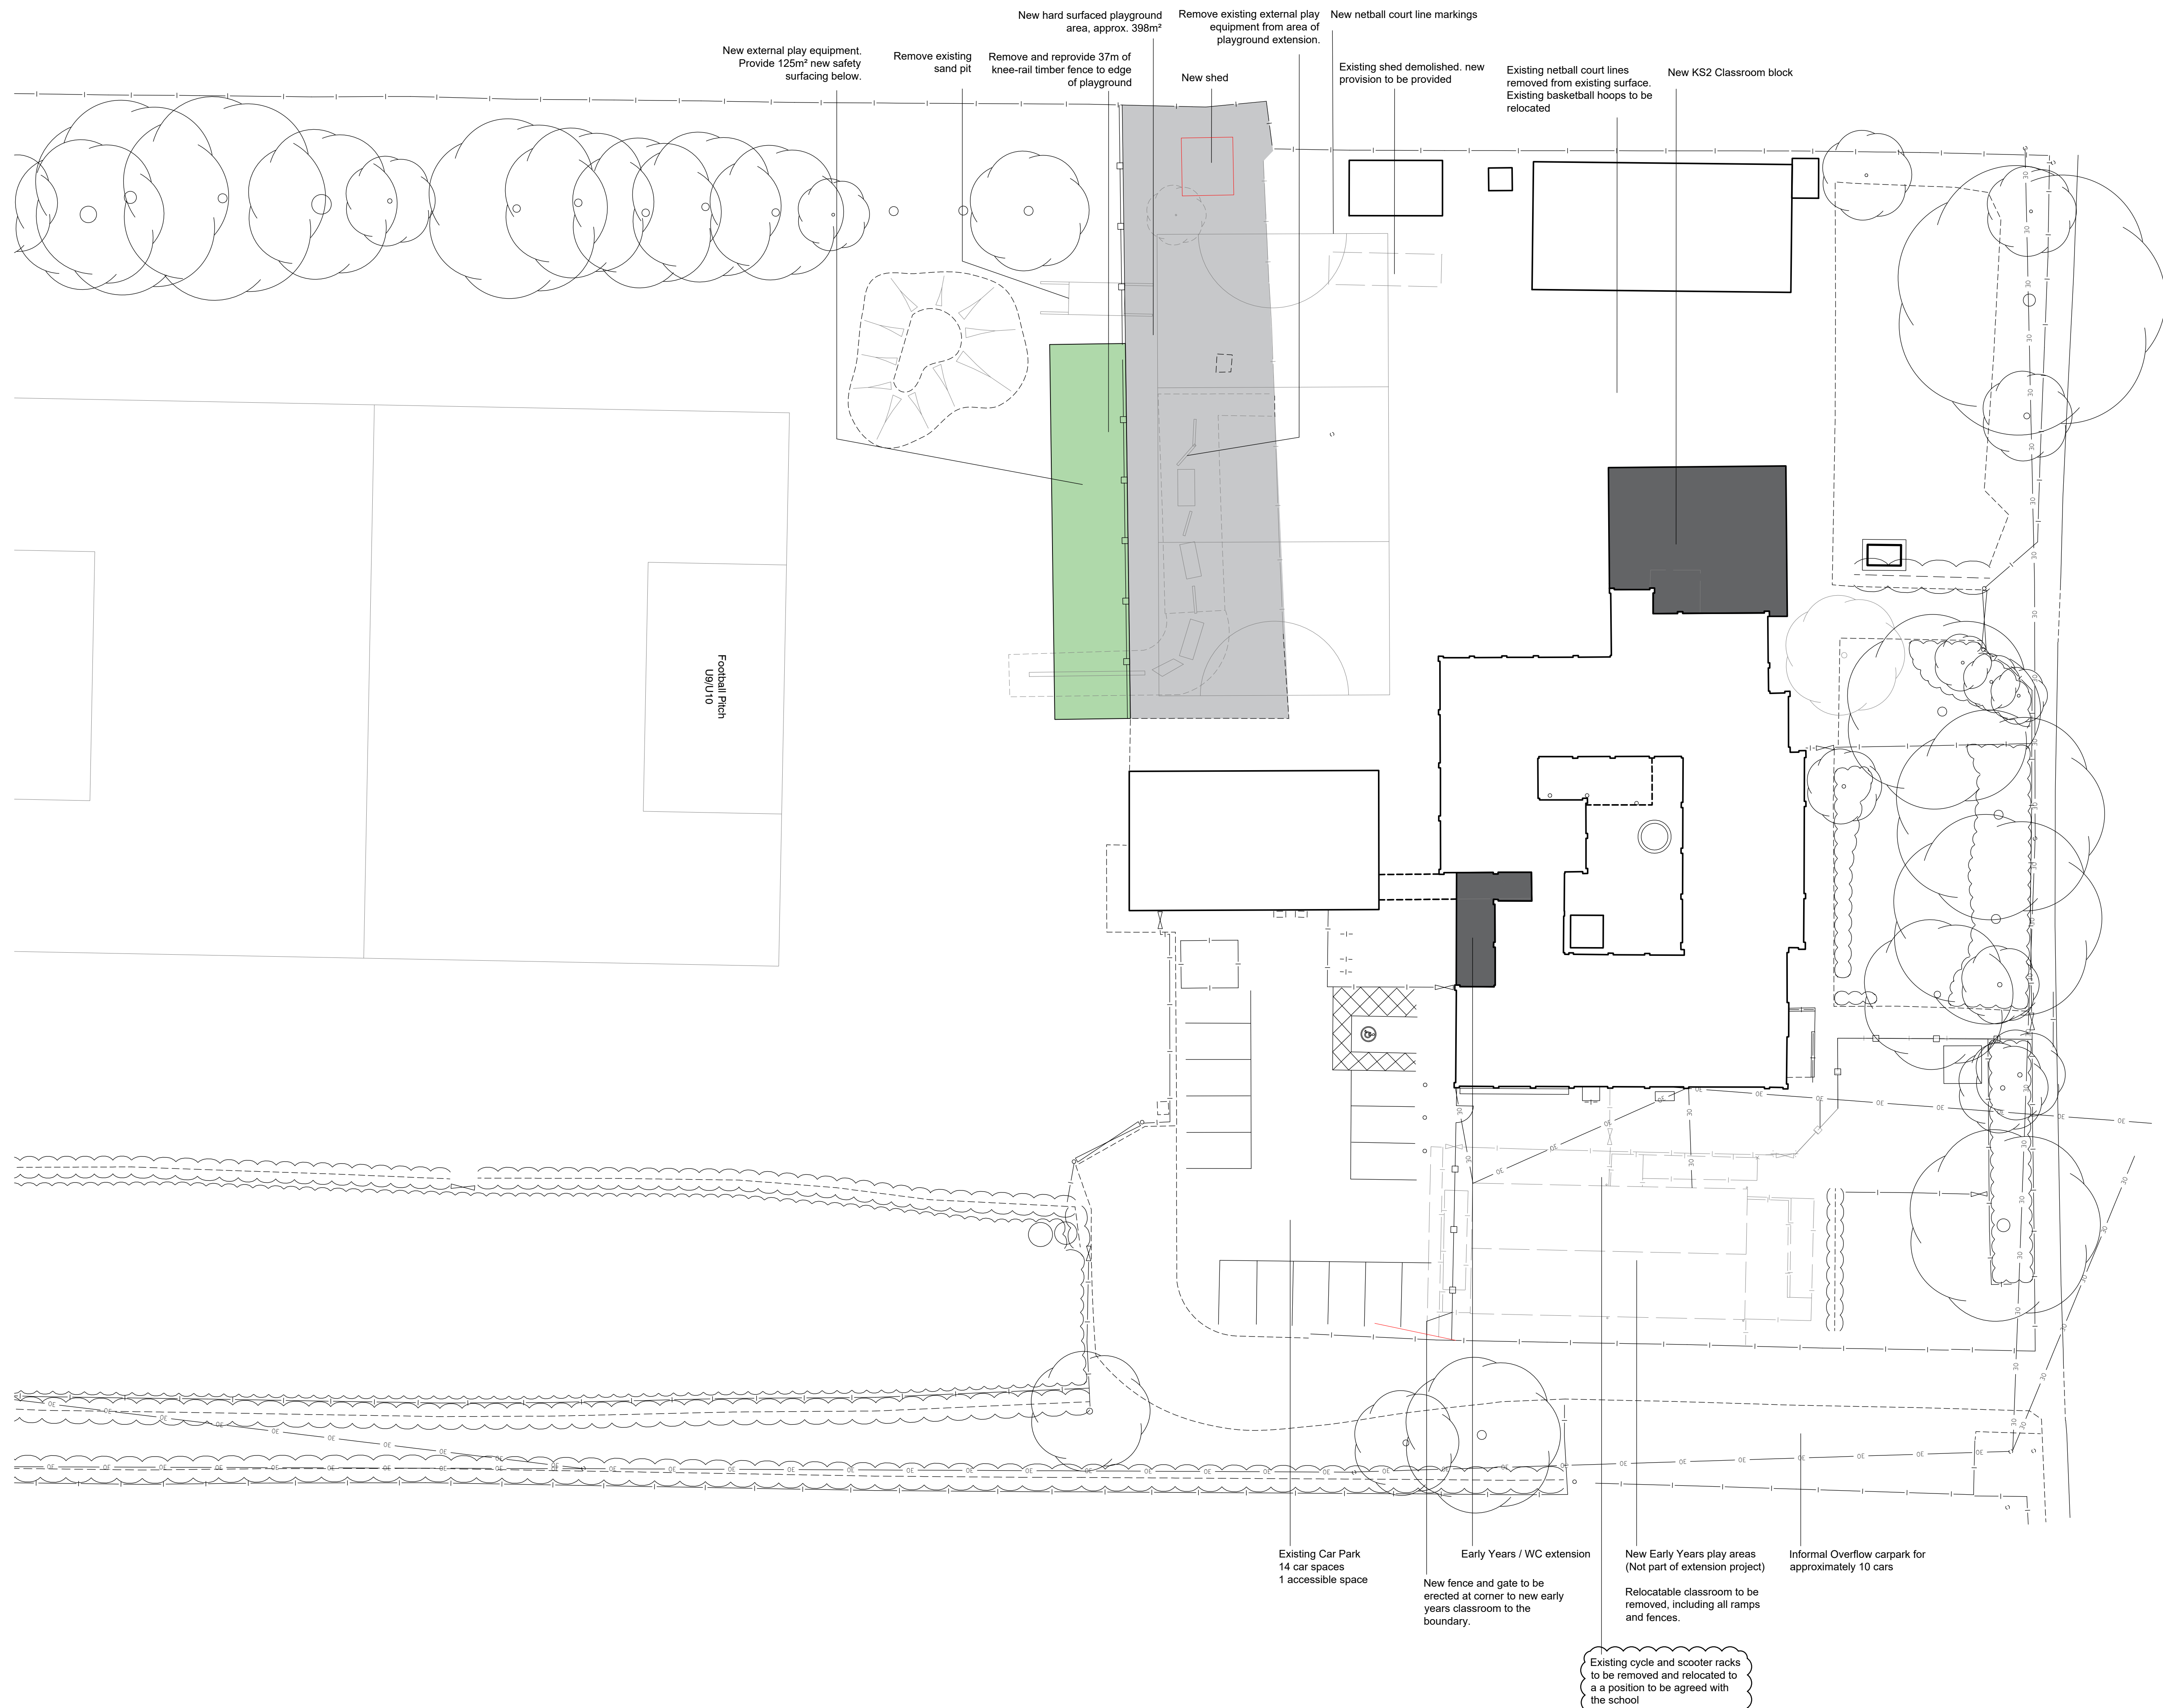 New external play equipment.
Provide 125m² new safety
surfacing below.
Remove existing
sand pit
New hard surfaced playground
area, approx. 398m²
Remove and reprovide 37m of
knee-rail timber fence to edge
of playground
Remove existing external play
equipment from area of
playground extension.
New shed
New netball court line markings
Existing shed demolished. new
provision to be provided
Existing netball court lines
removed from existing surface.
Existing basketball hoops to be
relocated
New KS2 Classroom block
Football Pitch
U9/U10
Existing Car Park
14 car spaces
1 accessible space
New fence and gate to be
erected at corner to new early
years classroom to the
boundary.
Early Years / WC extension
New Early Years play areas
(Not part of extension project)
Relocatable classroom to be
removed, including all ramps
and fences.
Informal Overflow carpark for
approximately 10 cars
Existing cycle and scooter racks
to be removed and relocated to
a a position to be agreed with
the school